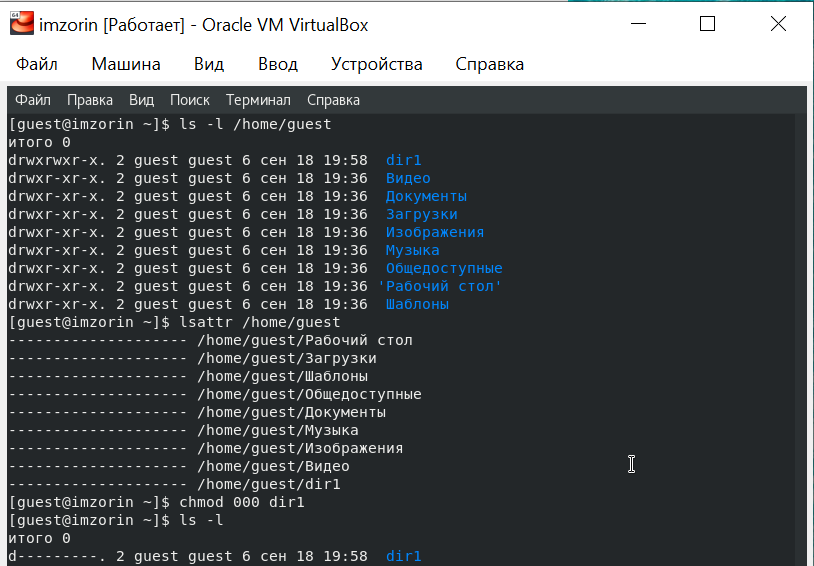 imzorin [Работает] - Oracle VM VirtualBox
Файл Машина Вид Ввод Устройства Справка
Файл Правка Вид Поиск Терминал Справка
[guest@imzorin ~]$ ls -l /home/guest
итого 0
drwxrwxr-x. 2 guest guest 6 сен 18 19:58  dir1
drwxr-xr-x. 2 guest guest 6 сен 18 19:36  Видео
drwxr-xr-x. 2 guest guest 6 сен 18 19:36  Документы
drwxr-xr-x. 2 guest guest 6 сен 18 19:36  Загрузки
drwxr-xr-x. 2 guest guest 6 сен 18 19:36  Изображения
drwxr-xr-x. 2 guest guest 6 сен 18 19:36  Музыка
drwxr-xr-x. 2 guest guest 6 сен 18 19:36  Общедоступные
drwxr-xr-x. 2 guest guest 6 сен 18 19:36 'Рабочий стол'
drwxr-xr-x. 2 guest guest 6 сен 18 19:36  Шаблоны
[guest@imzorin ~]$ lsattr /home/guest
-------------------- /home/guest/Рабочий стол
-------------------- /home/guest/Загрузки
-------------------- /home/guest/Шаблоны
-------------------- /home/guest/Общедоступные
-------------------- /home/guest/Документы
-------------------- /home/guest/Музыка
-------------------- /home/guest/Изображения
-------------------- /home/guest/Видео
-------------------- /home/guest/dir1
[guest@imzorin ~]$ chmod 000 dir1
[guest@imzorin ~]$ ls -l
итого 0
d---------. 2 guest guest 6 сен 18 19:58  dir1